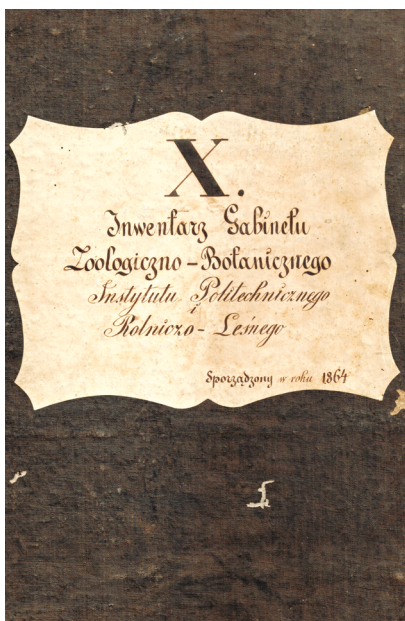 X.
Inwentarz Gabinetu
Zoologiczno-Botanicznego
Instytutu Politechnicznego
i
Rolniczo-Leśnego
Sporządzony w roku 1864